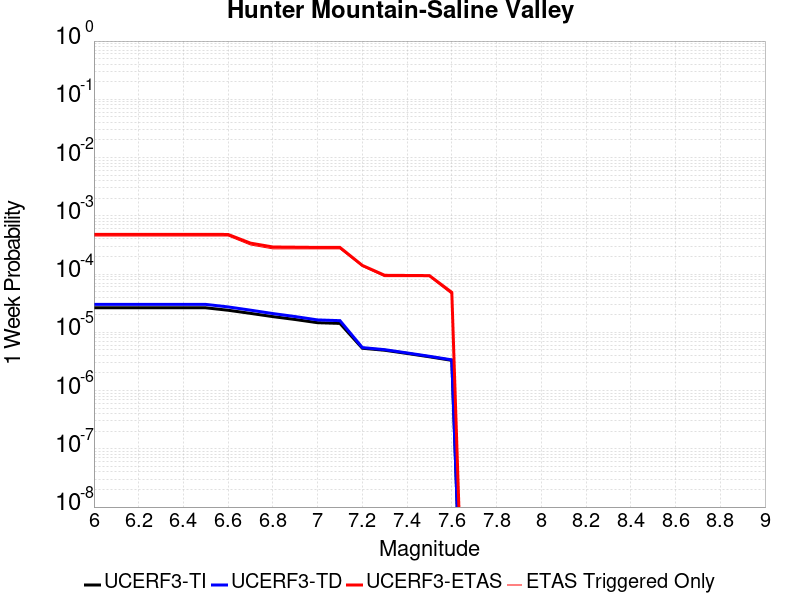 Hunter Mountain-Saline Valley
10^0
10^-1
10^-2
10^-3
10^-4
10^-5
10^-6
10^-7
10^-8
1 Week Probability
6 6.2 6.4 6.6 6.8 7 7.2 7.4 7.6 7.8 8 8.2 8.4 8.6 8.8 9
Magnitude
UCERF3-TI UCERF3-TD UCERF3-ETAS ETAS Triggered Only